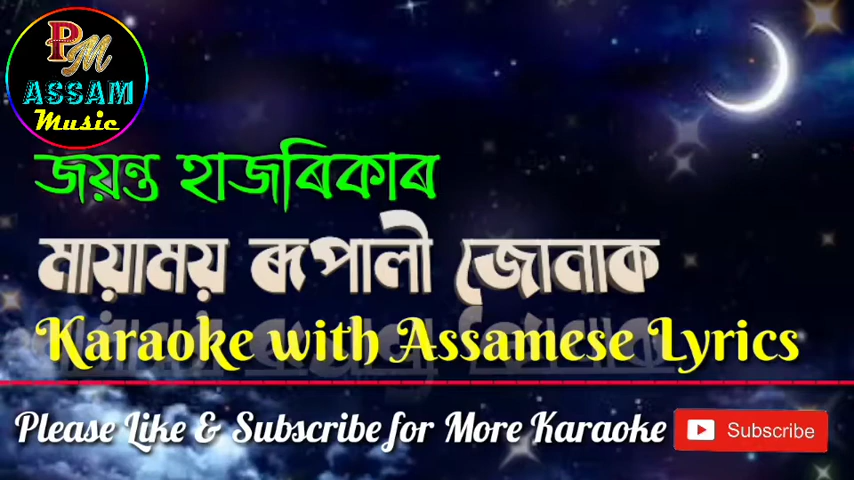 PM
ASSAM
Music
জয়ন্ত হাজৰিকাৰ
মায়াময় ৰূপালী জোনাক
Karaoke with Assamese Lyrics
Please Like & Subscribe for More Karaoke
Subscribe